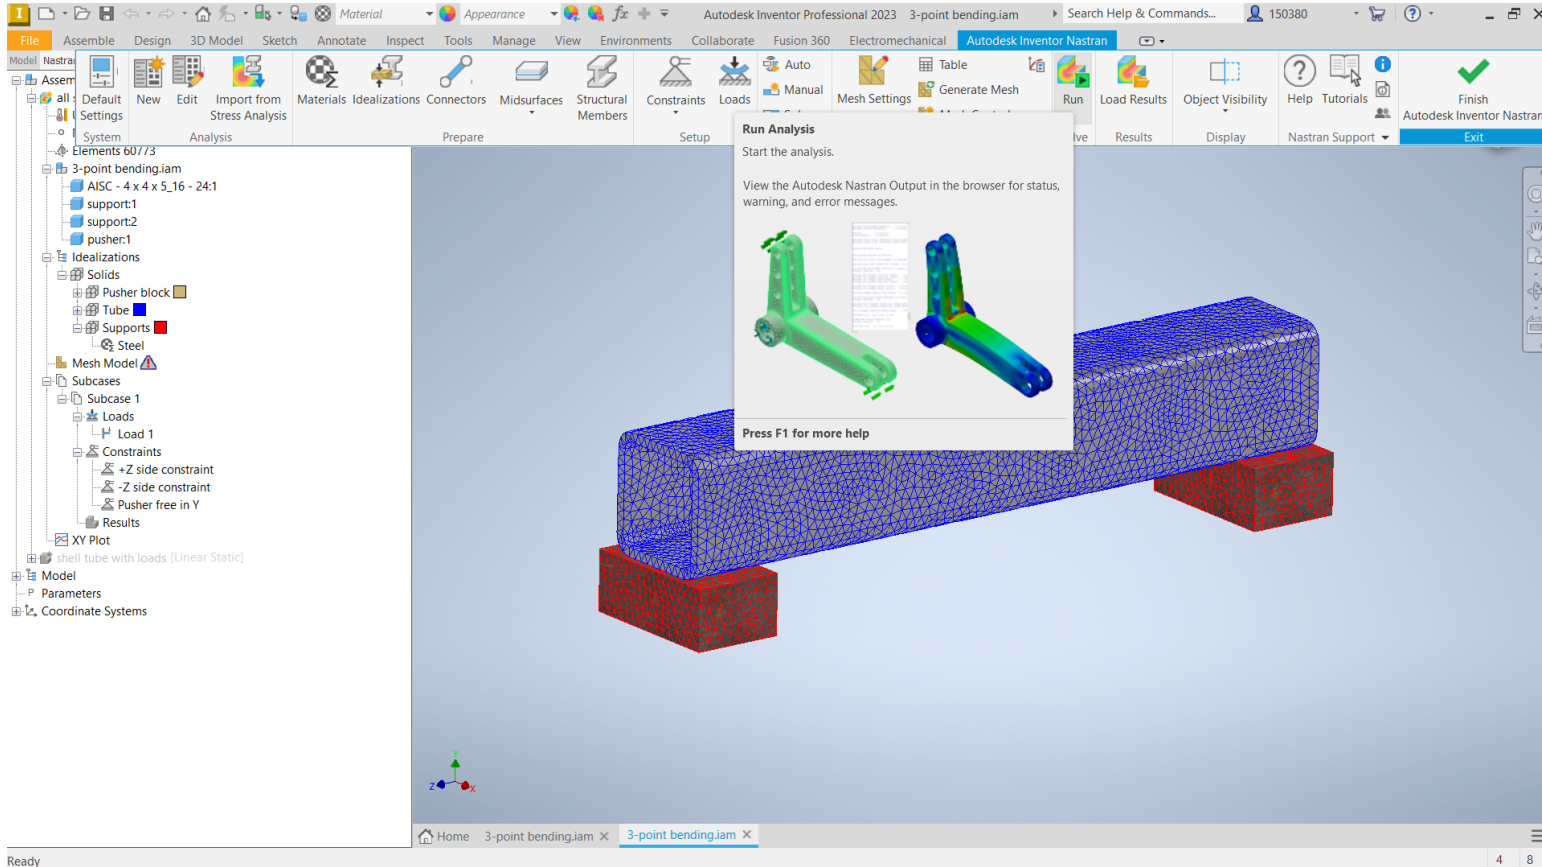 Material
Appearance
Autodesk Inventor Professional 2023 3-point bending.iam
Search Help & Commands...
150380
File Assemble Design 3D Model Sketch Annotate Inspect Tools Manage View Environments Collaborate Fusion 360 Electromechanical Autodesk Inventor Nastran
Model Nastra
Default Settings
New
Edit
Import from Stress Analysis
Materials
Idealizations
Connectors
Midsurfaces
Structural Members
Constraints
Loads
Auto
Manual
Mesh Settings
Table
Generate Mesh
Run
Load Results
Object Visibility
Help
Tutorials
Finish
Autodesk Inventor Nastran
System
Analysis
Prepare
Setup
Results
Display
Nastran Support
Exit
Assem
all
Elements 60773
3-point bending.iam
AISC - 4 x 4 x 5_16 - 24:1
support:1
support:2
pusher:1
Idealizations
Solids
Pusher block
Tube
Supports
Steel
Mesh Model
Subcases
Subcase 1
Loads
Load 1
Constraints
+Z side constraint
-Z side constraint
Pusher free in Y
Results
XY Plot
shell tube with loads [Linear Static]
Model
Parameters
Coordinate Systems
Run Analysis
Start the analysis.
View the Autodesk Nastran Output in the browser for status,
warning, and error messages.
Press F1 for more help
Y
Z
X
Home 3-point bending.iam 3-point bending.iam
Ready
4 8